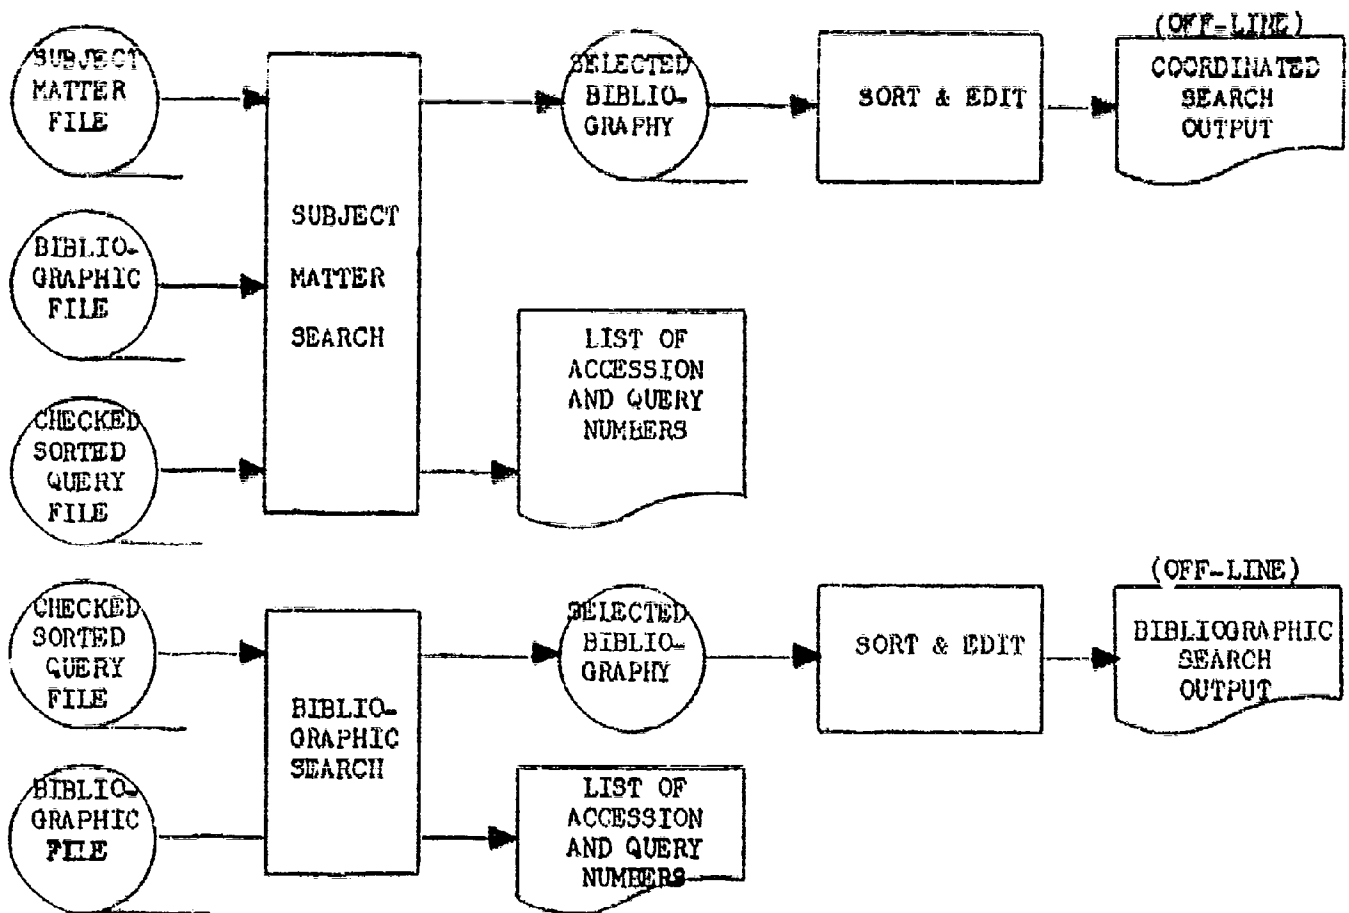 SUBJECT
MATTER
FILE
BIBLIO-
GRAPHIC
FILE
CHECKED
SORTED
QUERY
FILE
SUBJECT
MATTER
SEARCH
SELECTED
BIBLIO-
GRAPHY
SORT & EDIT
(OFF-LINE)
COORDINATED
SEARCH
OUTPUT
LIST OF
ACCESSION
AND QUERY
NUMBERS
CHECKED
SORTED
QUERY
FILE
BIBLIO-
GRAPHIC
FILE
BIBLIO-
GRAPHIC
SEARCH
SELECTED
BIBLIO-
GRAPHY
SORT & EDIT
(OFF-LINE)
BIBLIOGRAPHIC
SEARCH
OUTPUT
LIST OF
ACCESSION
AND QUERY
NUMBERS